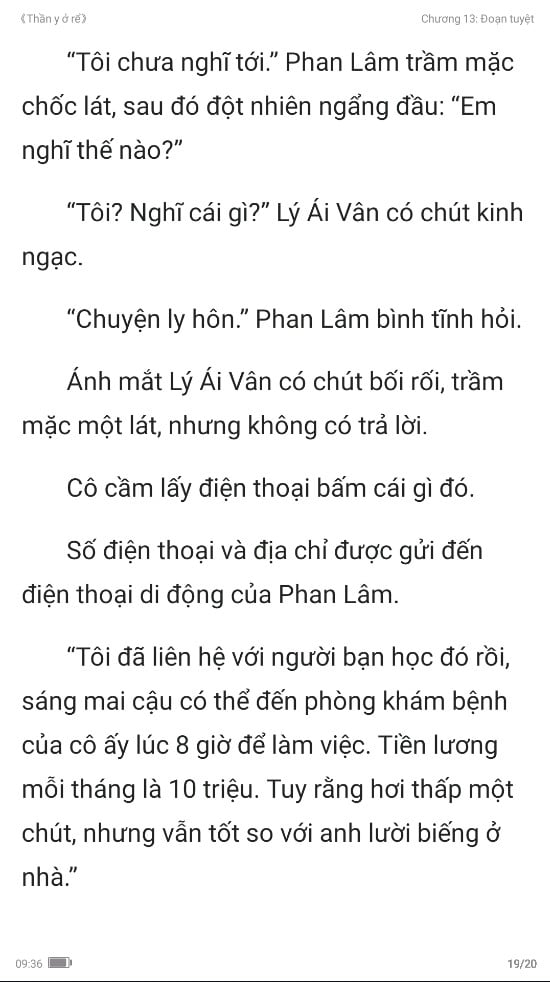 《Thần y ở rể》
Chương 13: Đoạn tuyệt
“Tôi chưa nghĩ tới.” Phan Lâm trầm mặc
chốc lát, sau đó đột nhiên ngẩng đầu: “Em
nghĩ thế nào?”
“Tôi? Nghĩ cái gì?” Lý Ái Vân có chút kinh
ngạc.
“Chuyện ly hôn.” Phan Lâm bình tĩnh hỏi.
Ánh mắt Lý Ái Vân có chút bối rối, trầm
mặc một lát, nhưng không có trả lời.
Cô cầm lấy điện thoại bấm cái gì đó.
Số điện thoại và địa chỉ được gửi đến
điện thoại di động của Phan Lâm.
“Tôi đã liên hệ với người bạn học đó rồi,
sáng mai cậu có thể đến phòng khám bệnh
của cô ấy lúc 8 giờ để làm việc. Tiền lương
mỗi tháng là 10 triệu. Tuy rằng hơi thấp một
chút, nhưng vẫn tốt so với anh lười biếng ở
nhà.”
09:36
19/20